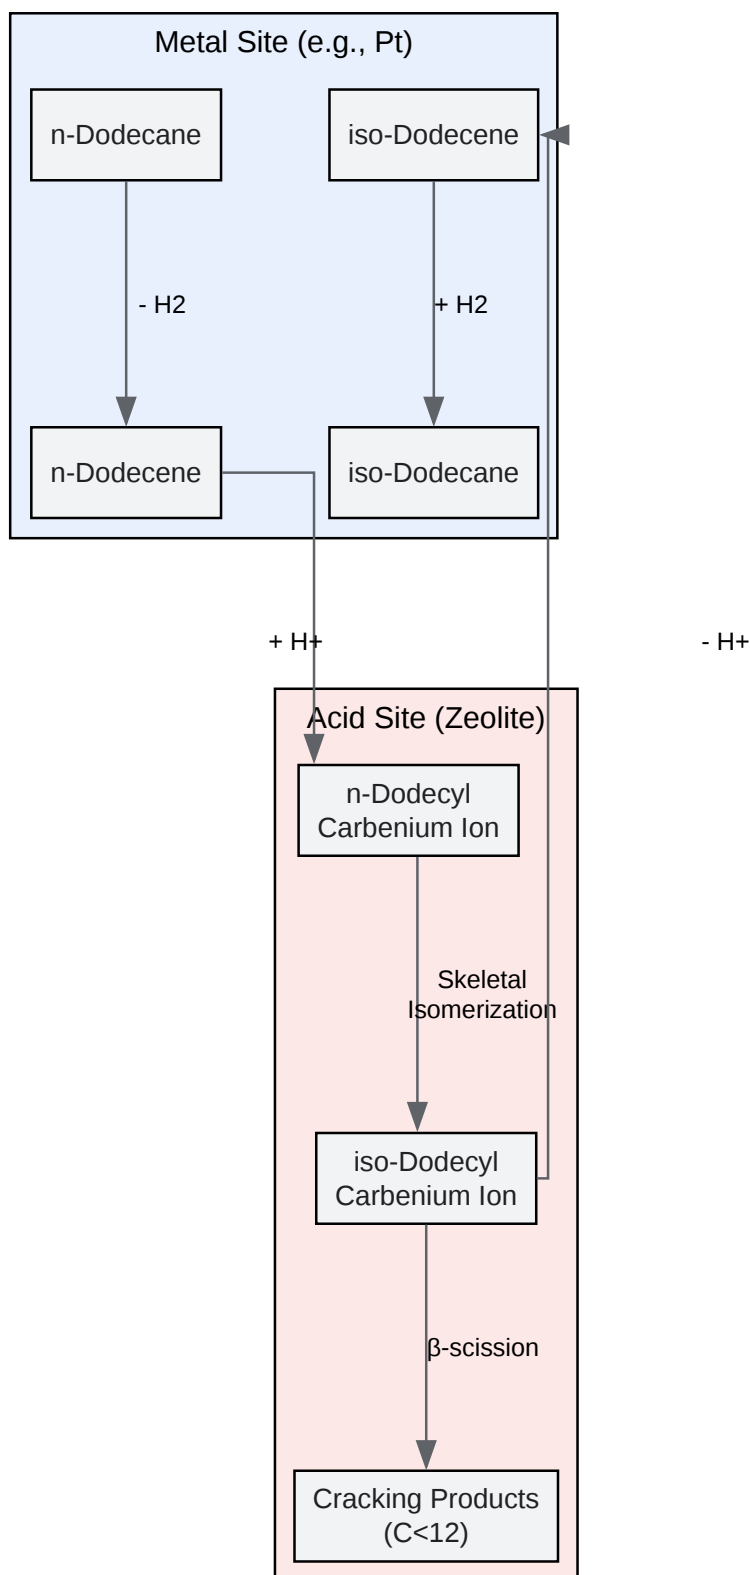 Metal Site (e.g., Pt)
n-Dodecane
iso-Dodecene
- H2
+ H2
n-Dodecene
iso-Dodecane
+ H+
- H+
Acid Site (Zeolite)
n-Dodecyl
Carbenium Ion
Skeletal
Isomerization
iso-Dodecyl
Carbenium Ion
β-scission
Cracking Products
(C<12)